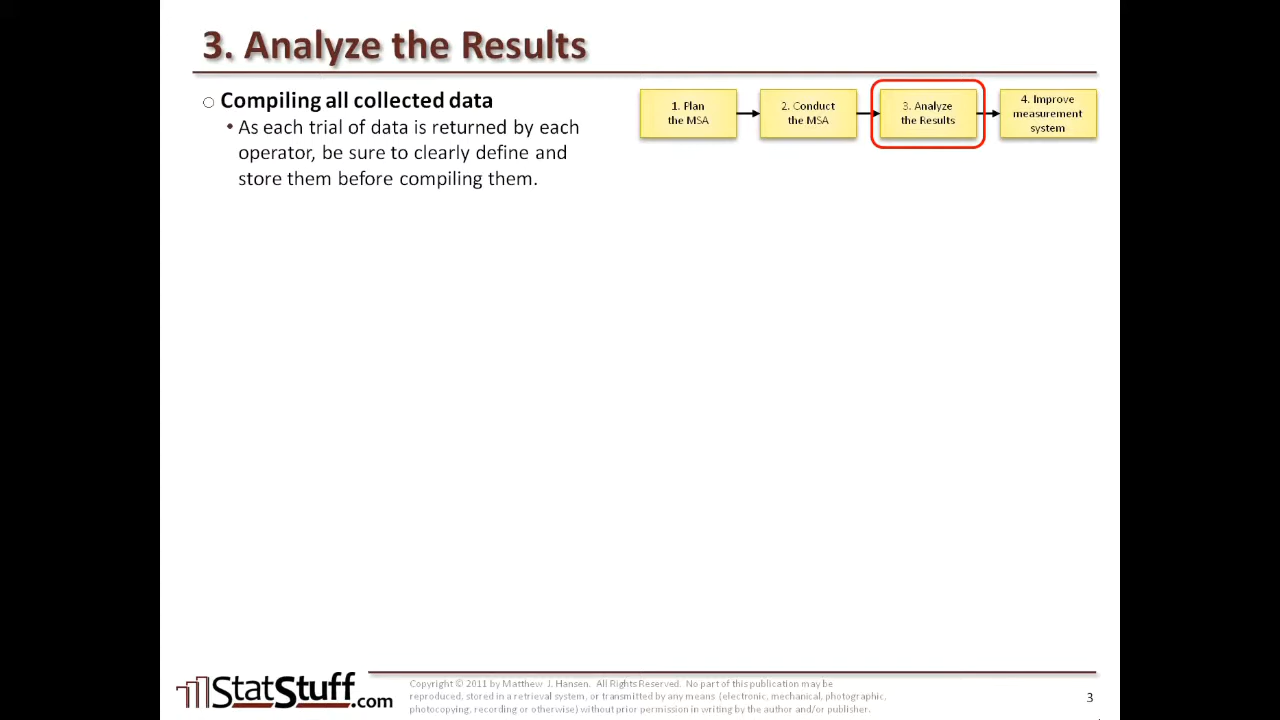 3. Analyze the Results
○ Compiling all collected data
• As each trial of data is returned by each
operator, be sure to clearly define and
store them before compiling them.
1. Plan
the MSA
2. Conduct
the MSA
3. Analyze
the Results
4. Improve
measurement
system
StatStuff.com
Copyright © 2011 by Matthew J. Hansen. All Rights Reserved. No part of this publication may be
reproduced, stored in a retrieval system, or transmitted by any means (electronic, mechanical, photographic,
photocopying, recording or otherwise) without prior permission in writing by the author and/or publisher.
3